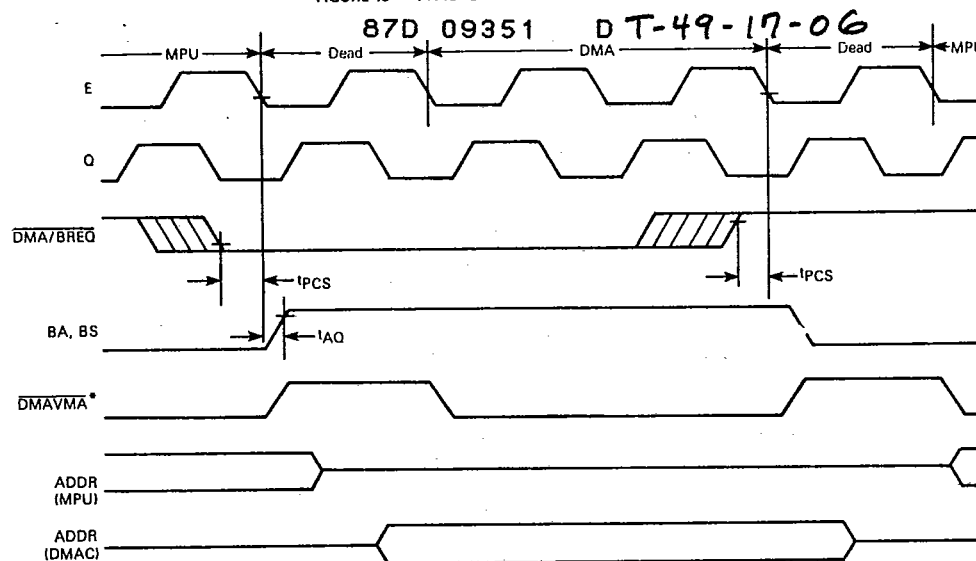 87D 09351 D T-49-17-06
MPU Dead DMA Dead MPU
E
Q
DMA/BREQ
tPCS tPCS
BA, BS
tAQ
DMAVMA*
ADDR
(MPU)
ADDR
(DMAC)